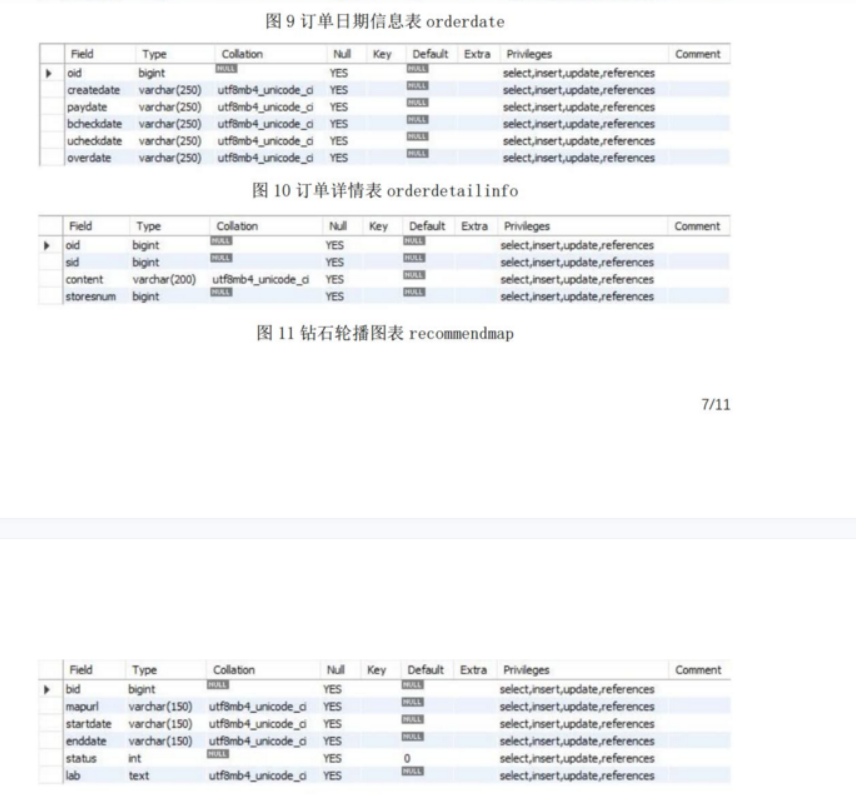 图 9 订单日期信息表 orderdate
Field Type Collation Null Key Default Extra Privileges Comment
oid bigint NULL YES NULL select,insert,update,references
createdate varchar(250) utf8mb4_unicode_ci YES NULL select,insert,update,references
paydate varchar(250) utf8mb4_unicode_ci YES NULL select,insert,update,references
bcheckdate varchar(250) utf8mb4_unicode_ci YES NULL select,insert,update,references
ucheckdate varchar(250) utf8mb4_unicode_ci YES NULL select,insert,update,references
overdate varchar(250) utf8mb4_unicode_ci YES NULL select,insert,update,references
图 10 订单详情表 orderdetailinfo
Field Type Collation Null Key Default Extra Privileges Comment
oid bigint NULL YES NULL select,insert,update,references
sid bigint NULL YES NULL select,insert,update,references
content varchar(200) utf8mb4_unicode_ci YES NULL select,insert,update,references
storesnum bigint NULL YES NULL select,insert,update,references
图 11 钻石轮播图表 recommendmap
7/11
Field Type Collation Null Key Default Extra Privileges Comment
bid bigint NULL YES NULL select,insert,update,references
mapurl varchar(150) utf8mb4_unicode_ci YES NULL select,insert,update,references
startdate varchar(150) utf8mb4_unicode_ci YES NULL select,insert,update,references
enddate varchar(150) utf8mb4_unicode_ci YES NULL select,insert,update,references
status int NULL YES 0 select,insert,update,references
lab text utf8mb4_unicode_ci YES NULL select,insert,update,references